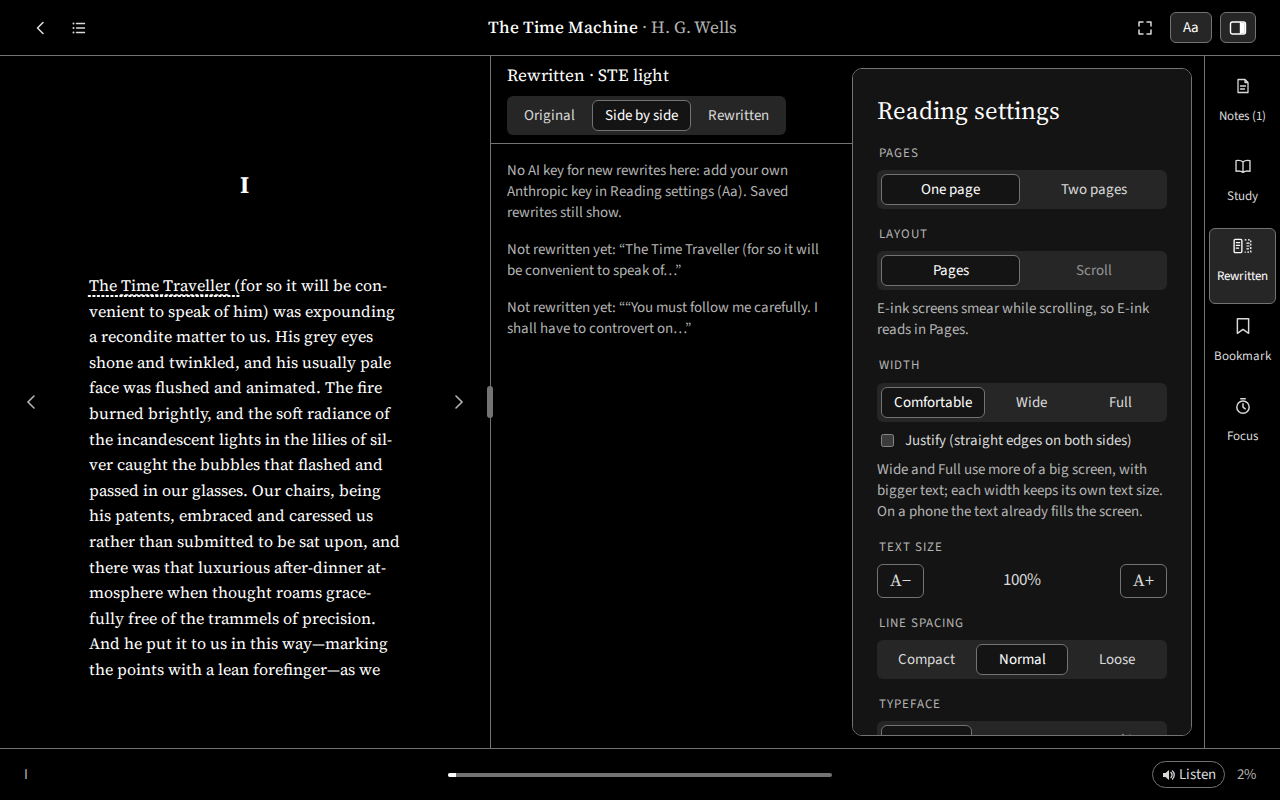 The Time Machine · H. G. Wells
Aa
I
The Time Traveller (for so it will be con-
venient to speak of him) was expounding
a recondite matter to us. His grey eyes
shone and twinkled, and his usually pale
face was flushed and animated. The fire
burned brightly, and the soft radiance of
the incandescent lights in the lilies of sil-
ver caught the bubbles that flashed and
passed in our glasses. Our chairs, being
his patents, embraced and caressed us
rather than submitted to be sat upon, and
there was that luxurious after-dinner at-
mosphere when thought roams grace-
fully free of the trammels of precision.
And he put it to us in this way—marking
the points with a lean forefinger—as we
Rewritten · STE light
Original Side by side Rewritten
No AI key for new rewrites here: add your own
Anthropic key in Reading settings (Aa). Saved
rewrites still show.
Not rewritten yet: “The Time Traveller (for so it will
be convenient to speak of…”
Not rewritten yet: ““You must follow me carefully. I
shall have to controvert on…”
Reading settings
PAGES
One page Two pages
LAYOUT
Pages Scroll
E-ink screens smear while scrolling, so E-ink
reads in Pages.
WIDTH
Comfortable Wide Full
Justify (straight edges on both sides)
Wide and Full use more of a big screen, with
bigger text; each width keeps its own text size.
On a phone the text already fills the screen.
TEXT SIZE
A− 100% A+
LINE SPACING
Compact Normal Loose
TYPEFACE
Notes (1)
Study
Rewritten
Bookmark
Focus
I
Listen 2%